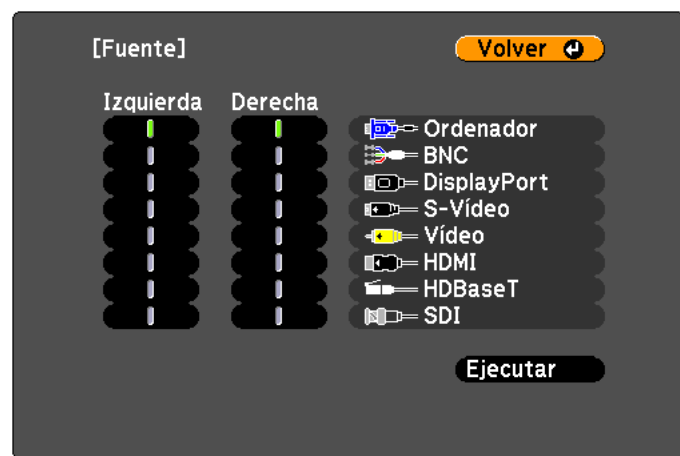 [Fuente]
Volver
Izquierda Derecha
Ordenador
BNC
DisplayPort
S-Vídeo
Vídeo
HDMI
HDBaseT
SDI
Ejecutar